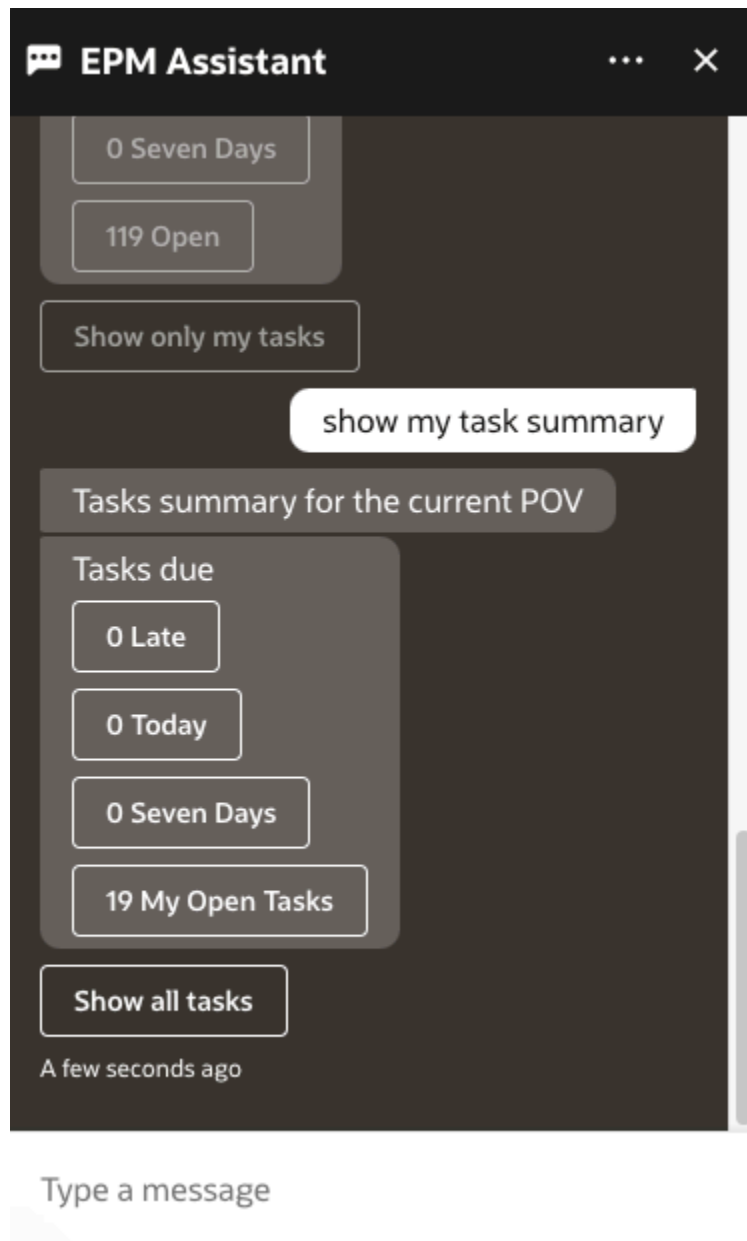 EPM Assistant
0 Seven Days
119 Open
Show only my tasks
show my task summary
Tasks summary for the current POV
Tasks due
0 Late
0 Today
0 Seven Days
19 My Open Tasks
Show all tasks
A few seconds ago
Type a message